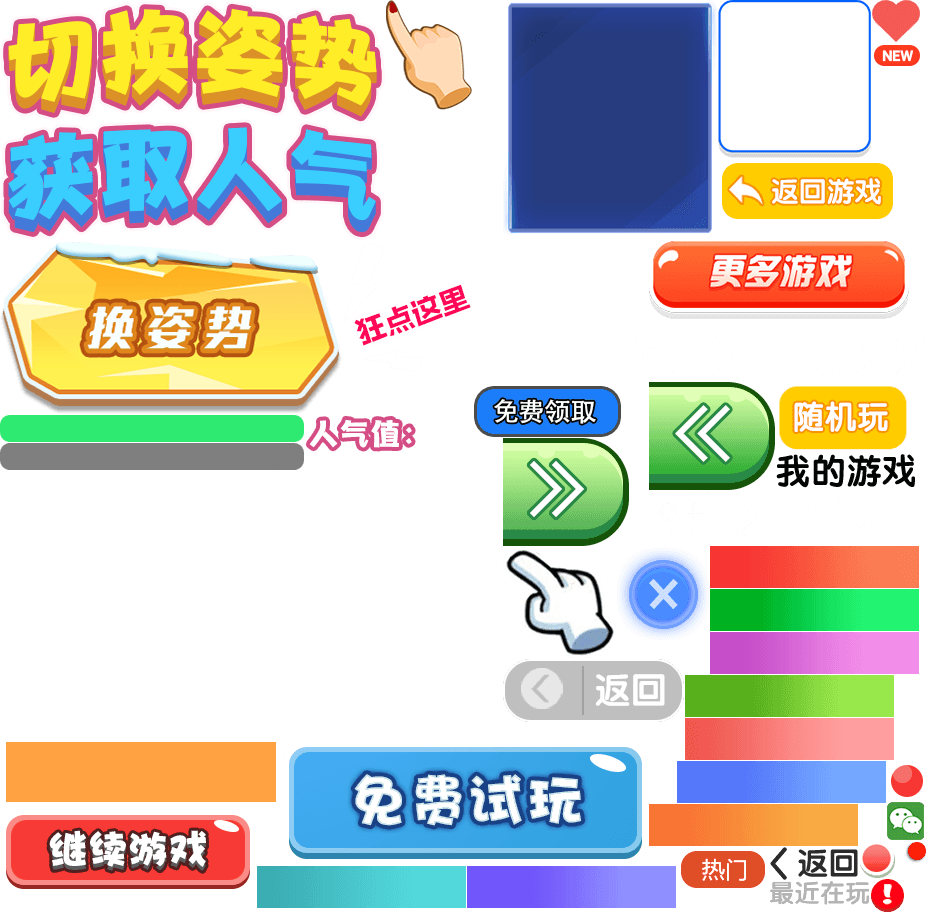 切换姿势
获取人气
NEW
返回游戏
更多游戏
换姿势
狂点这里
人气值:
免费领取
随机玩
我的游戏
返回
免费试玩
继续游戏
热门
返回
最近在玩
!